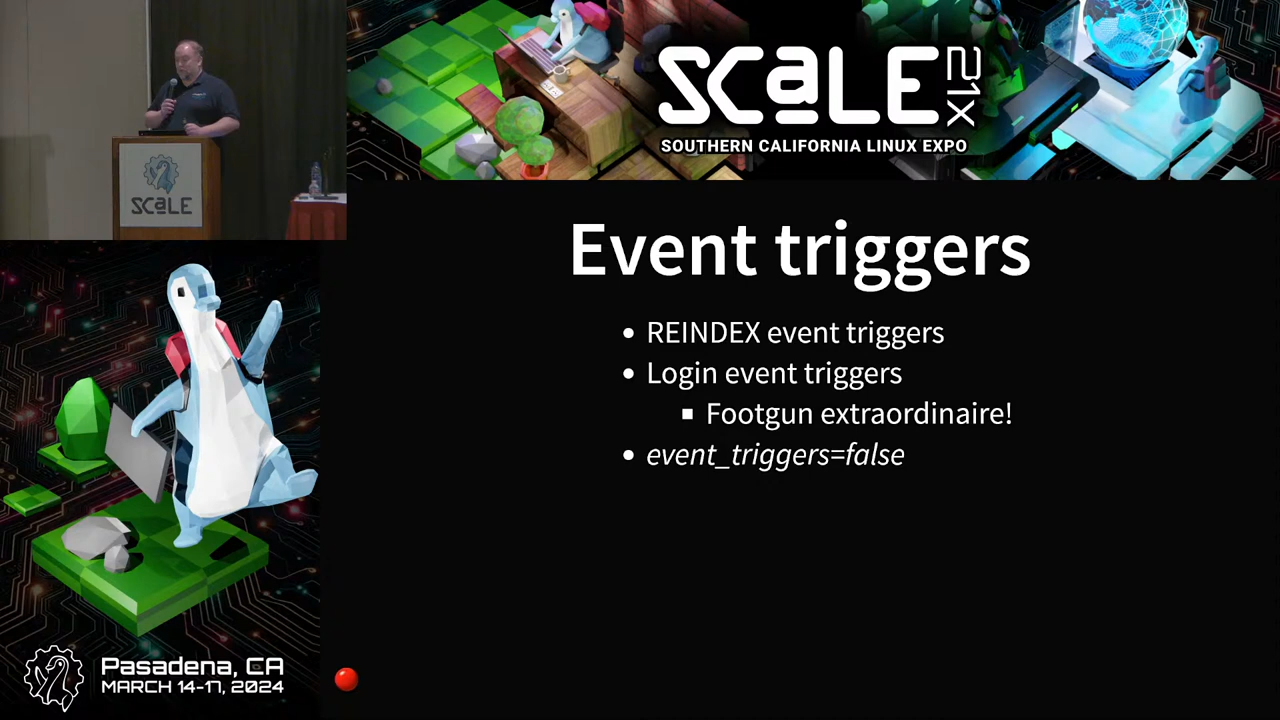 SCaLE
21x
SOUTHERN CALIFORNIA LINUX EXPO
SCaLE
Event triggers
• REINDEX event triggers
• Login event triggers
▪ Footgun extraordinaire!
• event_triggers=false
Pasadena, CA
MARCH 14-17, 2024